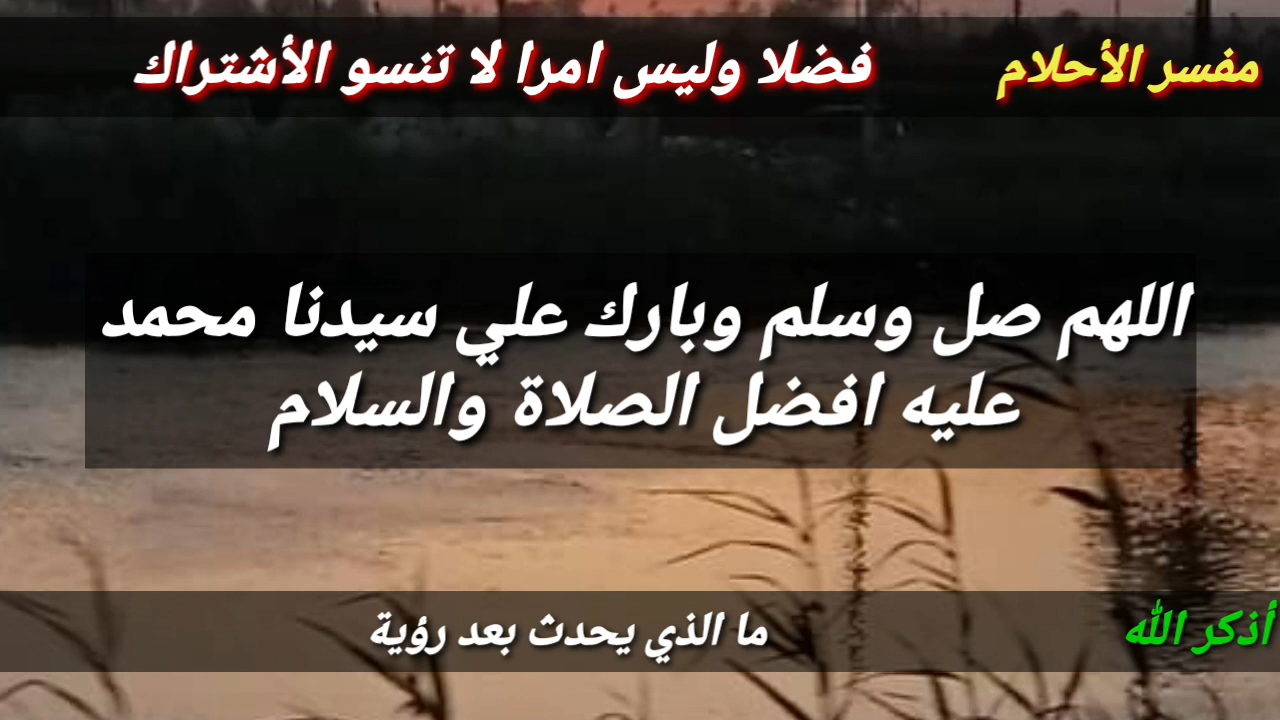 مفسر الأحلام
فضلا وليس امرا لا تنسو الأشتراك
اللهم صل وسلم وبارك علي سيدنا محمد
عليه افضل الصلاة والسلام
أذكر الله
ما الذي يحدث بعد رؤية